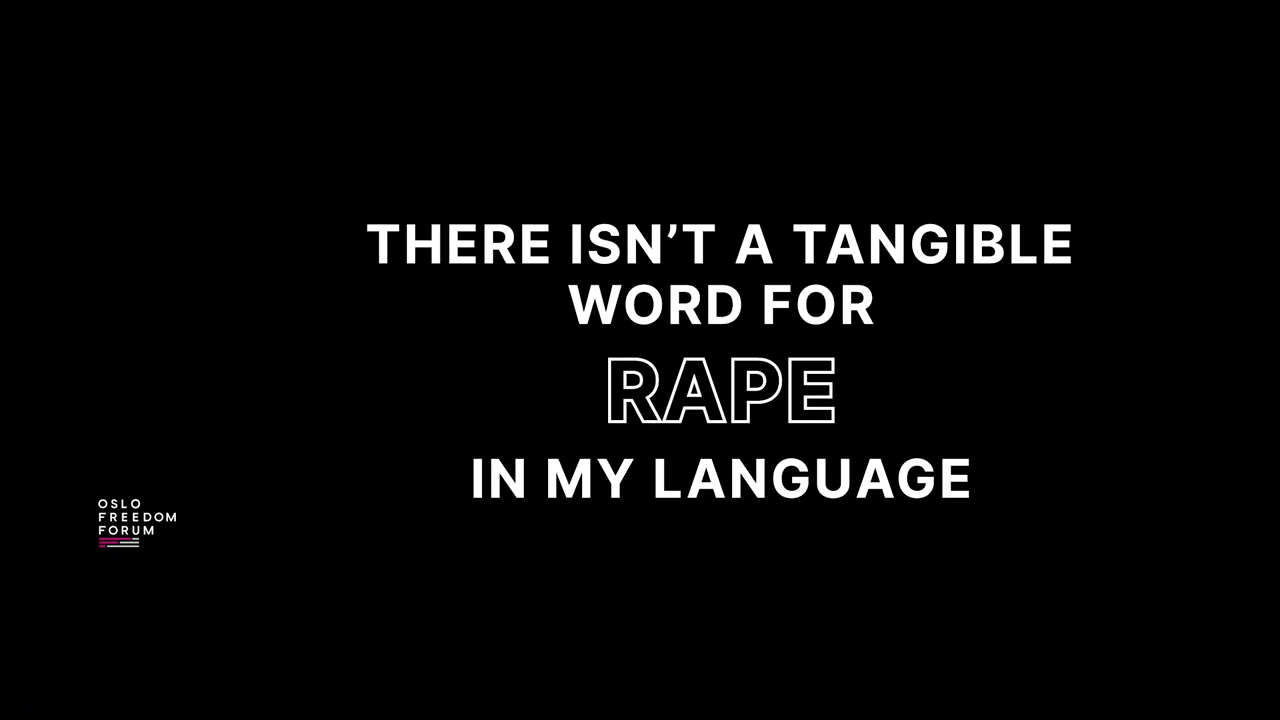 THERE ISN’T A TANGIBLE
WORD FOR
RAPE
IN MY LANGUAGE
OSLO
FREEDOM
FORUM